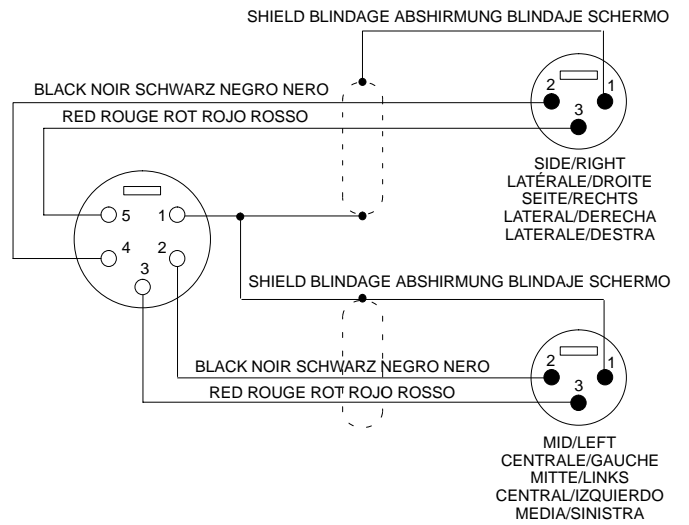 SHIELD BLINDAGE ABSHIRMUNG BLINDAJE SCHERMO
BLACK NOIR SCHWARZ NEGRO NERO
2
1
RED ROUGE ROT ROJO ROSSO
3
SIDE/RIGHT
LATÉRALE/DROITE
SEITE/RECHTS
LATERAL/DERECHA
LATERALE/DESTRA
5
1
4
2
3
SHIELD BLINDAGE ABSHIRMUNG BLINDAJE SCHERMO
BLACK NOIR SCHWARZ NEGRO NERO
2
1
RED ROUGE ROT ROJO ROSSO
3
MID/LEFT
CENTRALE/GAUCHE
MITTE/LINKS
CENTRAL/IZQUIERDO
MEDIA/SINISTRA